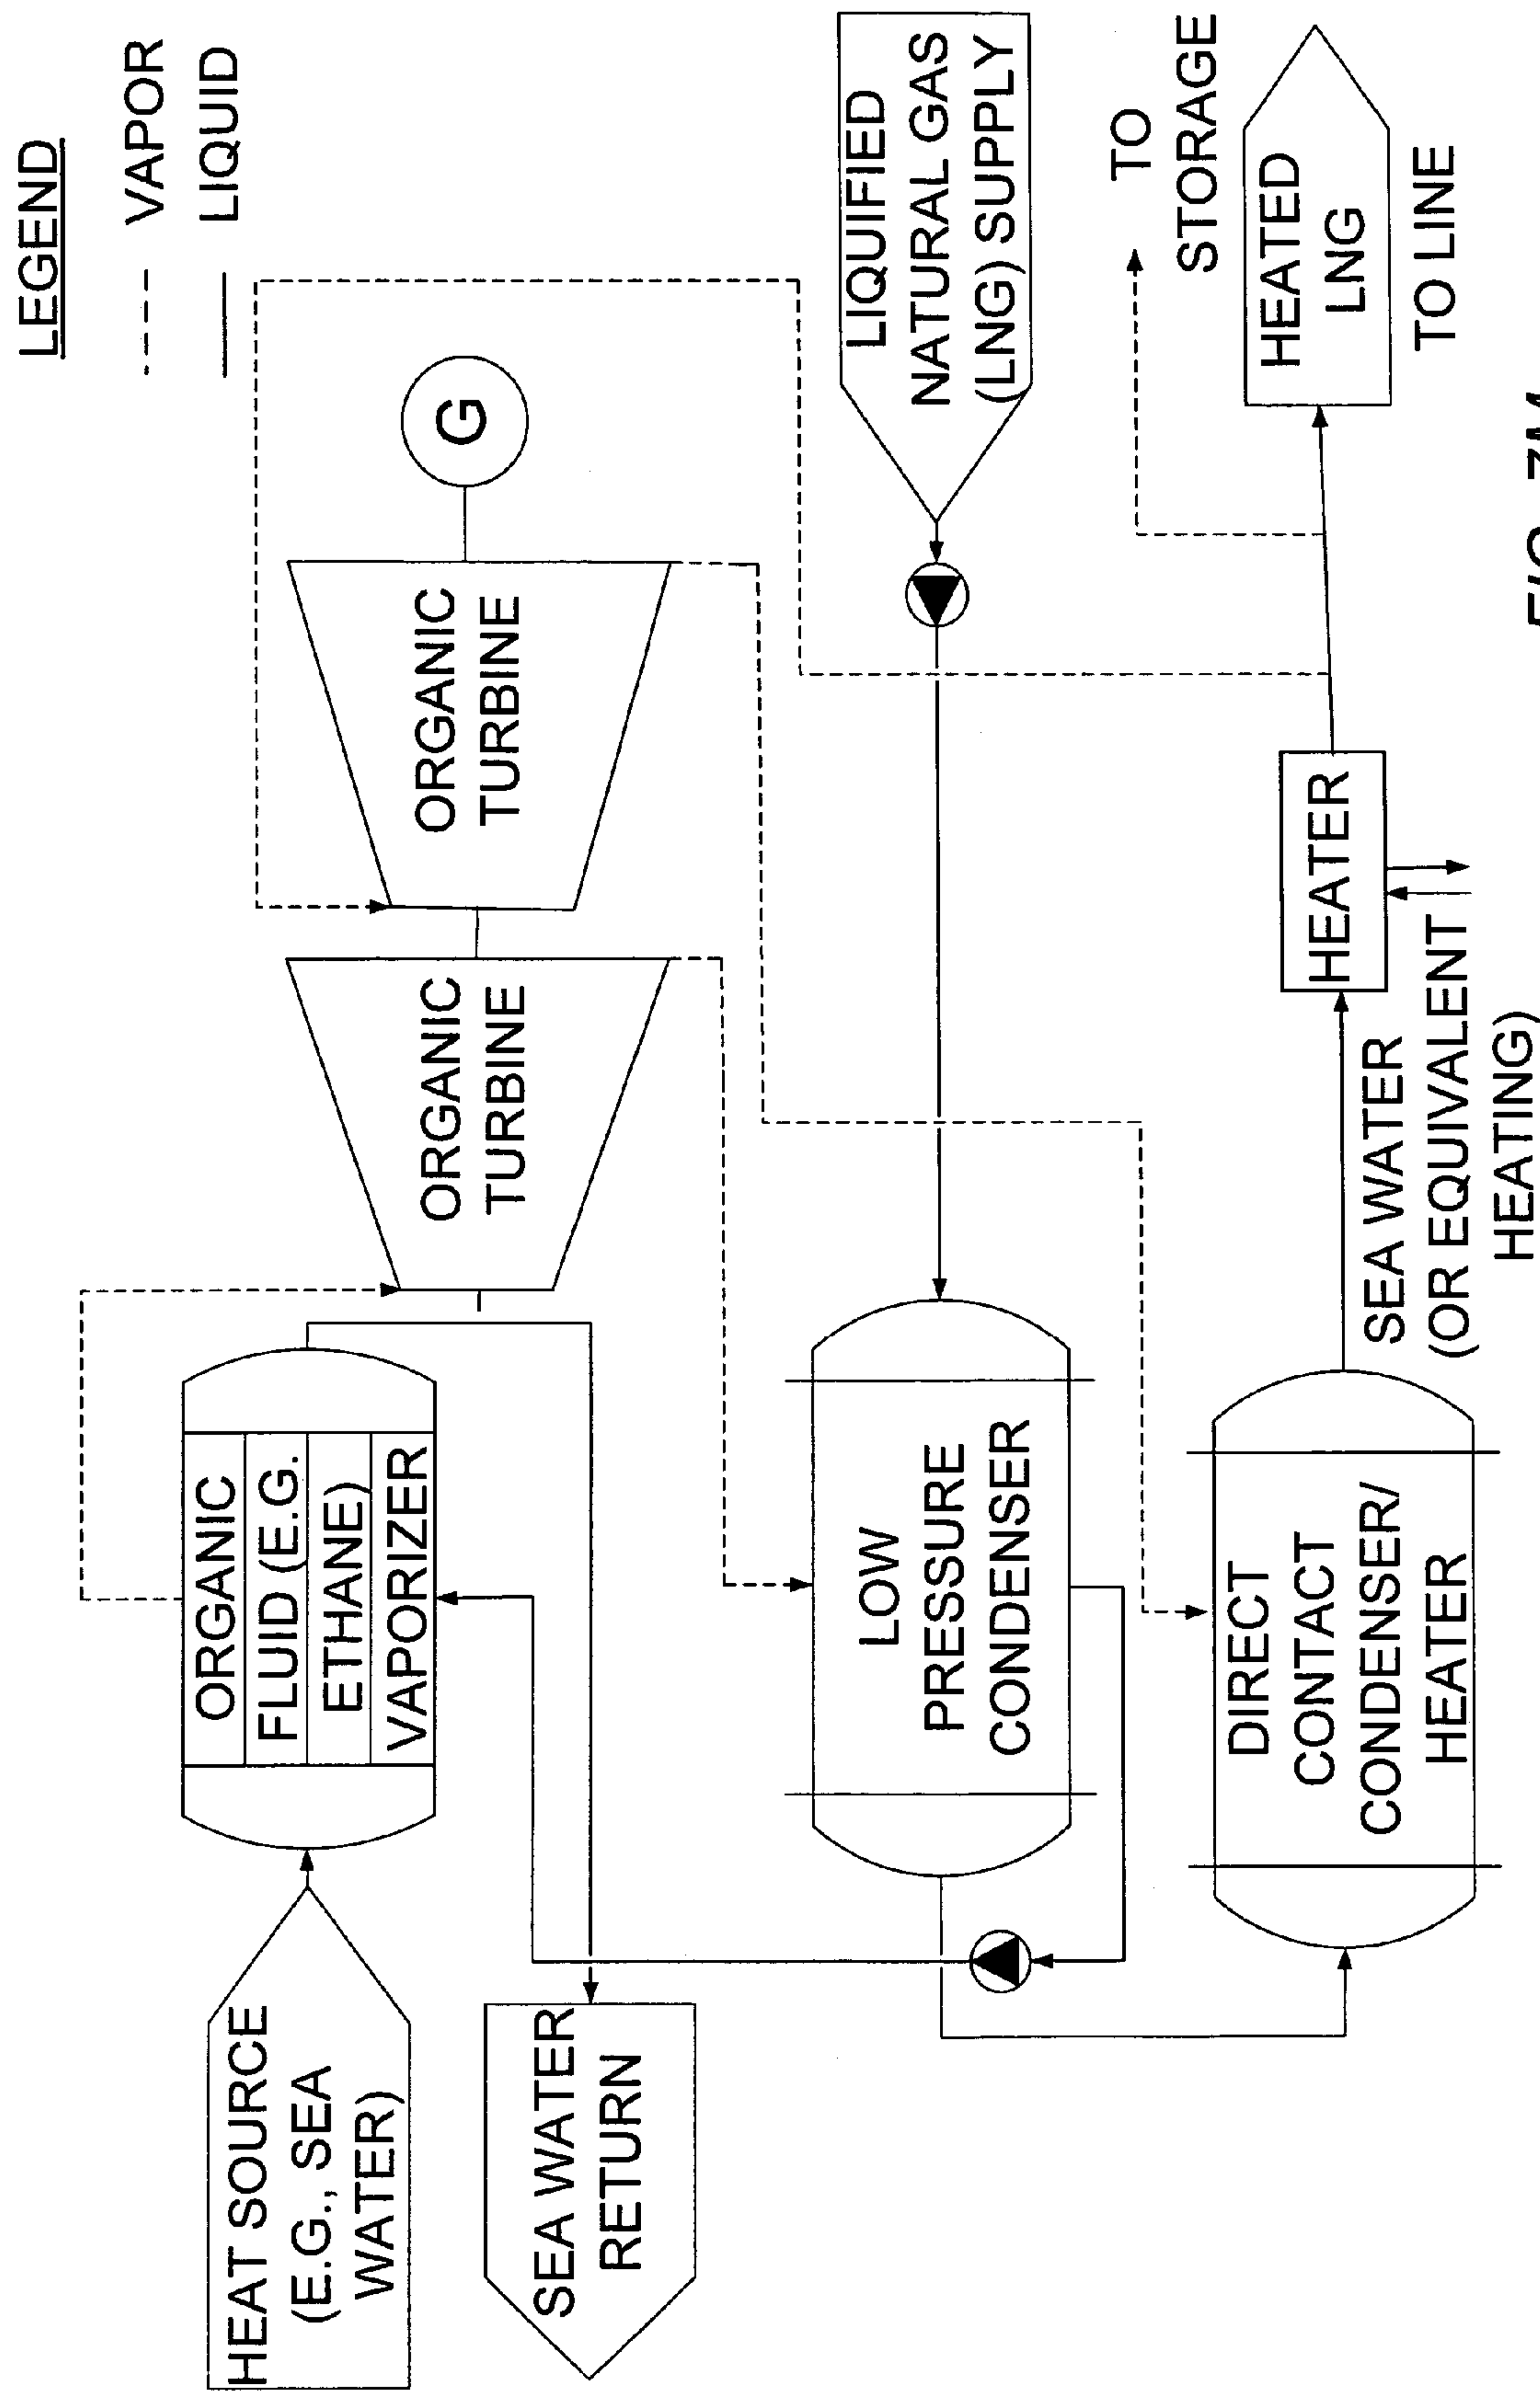 LEGEND
VAPOR
LIQUID
HEAT SOURCE
(E.G., SEA
WATER)
ORGANIC
FLUID (E.G.
ETHANE)
VAPORIZER
ORGANIC
TURBINE
ORGANIC
TURBINE
G
SEA WATER
RETURN
LOW
PRESSURE
CONDENSER
LIQUIFIED
NATURAL GAS
(LNG) SUPPLY
TO
STORAGE
DIRECT
CONTACT
CONDENSER/
HEATER
HEATER
HEATED
LNG
SEA WATER
(OR EQUIVALENT
HEATING)
TO LINE